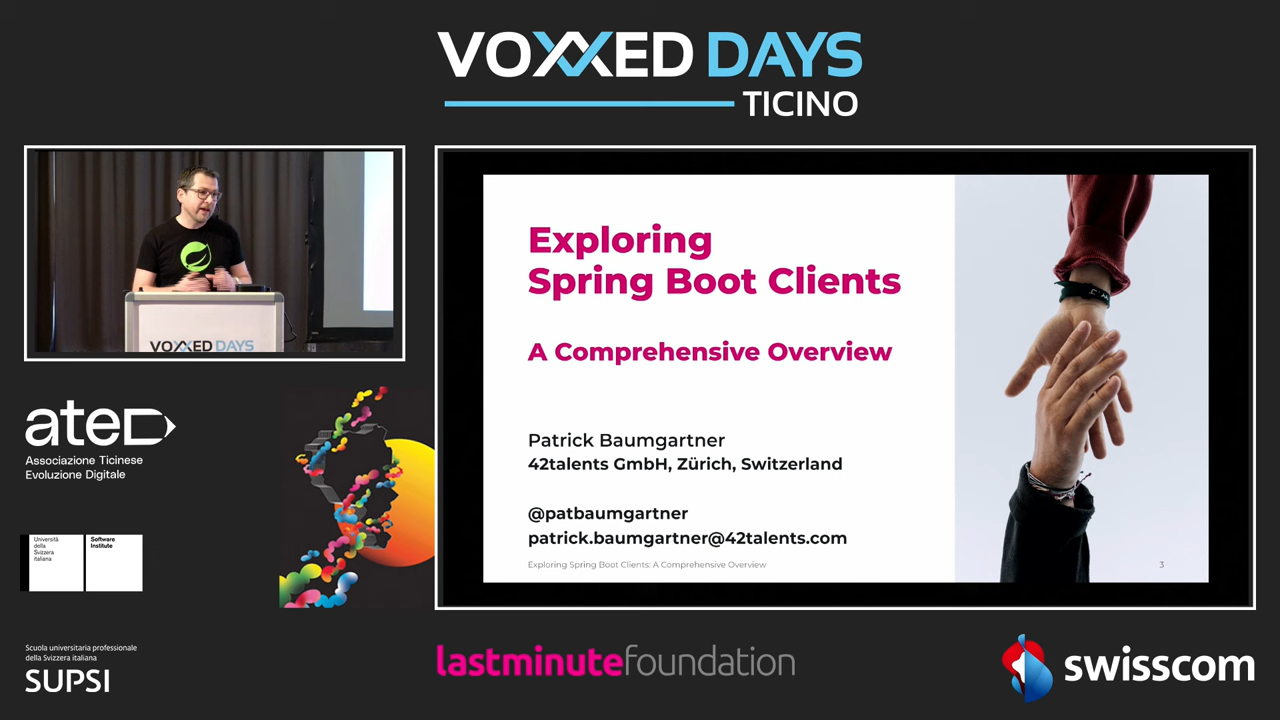 VOXXED DAYS
TICINO
VOXXED DAYS
Exploring
Spring Boot Clients
A Comprehensive Overview
Patrick Baumgartner
42talents GmbH, Zürich, Switzerland
@patbaumgartner
patrick.baumgartner@42talents.com
Exploring Spring Boot Clients: A Comprehensive Overview
3
ated
Associazione Ticinese
Evoluzione Digitale
Università
della
Svizzera
italiana
Software
Institute
Scuola universitaria professionale
della Svizzera italiana
SUPSI
lastminutefoundation
swisscom